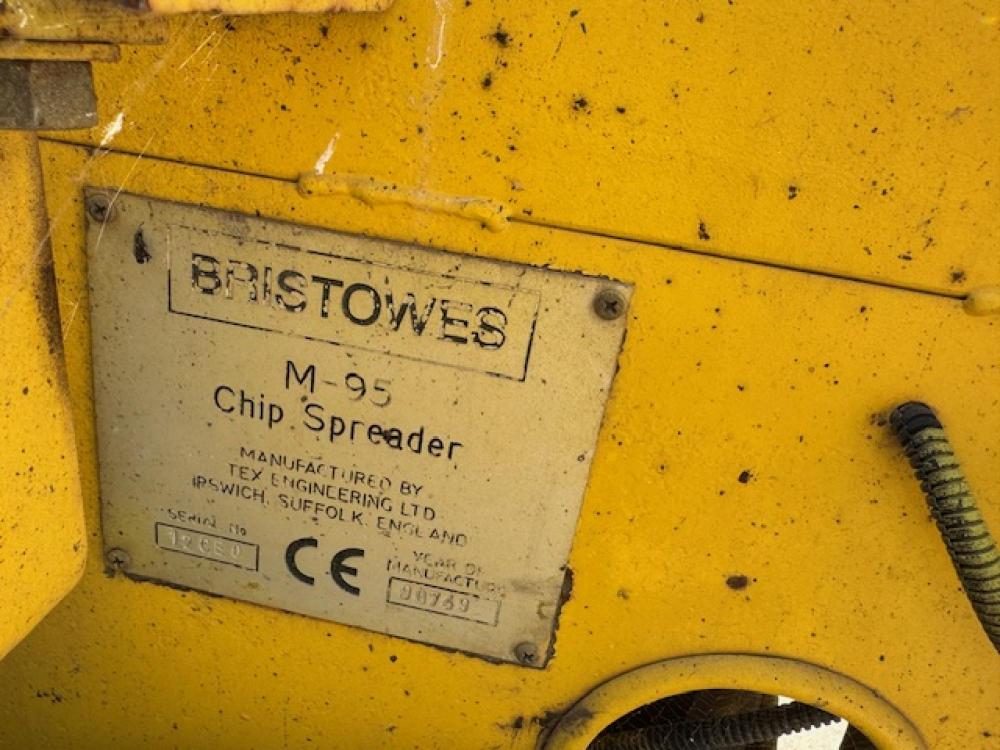 BRISTOWES
M-95
Chip Spreader
MANUFACTURED BY
TEX ENGINEERING LTD
IPSWICH, SUFFOLK, ENGLAND
SERIAL No
CE
YEAR OF
MANUFACTURE